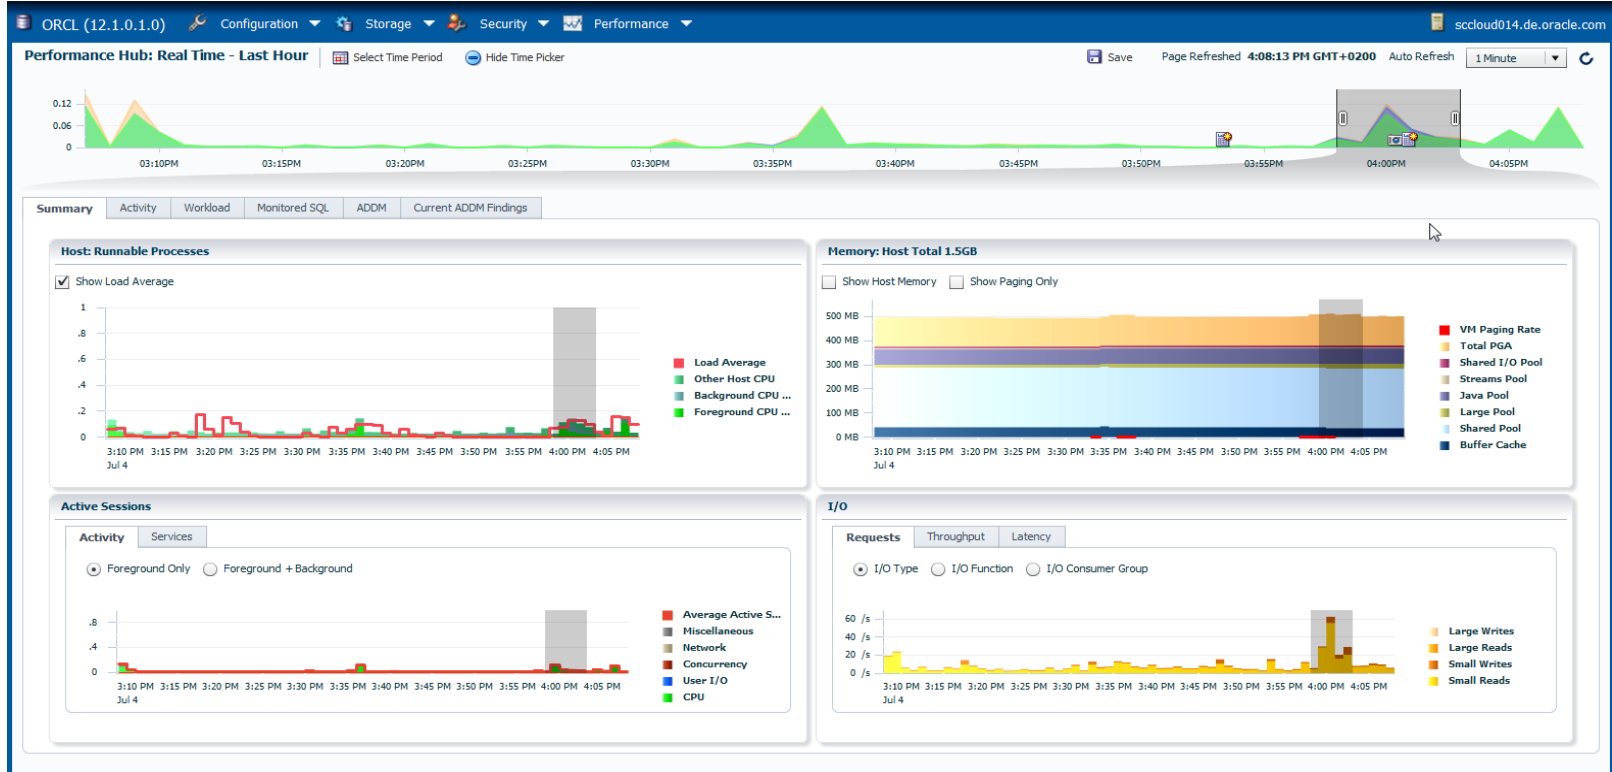 ORCL (12.1.0.1.0) Configuration Storage Security Performance sccloud014.de.oracle.com
Performance Hub: Real Time - Last Hour Select Time Period Hide Time Picker Save Page Refreshed 4:08:13 PM GMT+0200 Auto Refresh 1 Minute
0.12
0.06
0
03:10PM 03:15PM 03:20PM 03:25PM 03:30PM 03:35PM 03:40PM 03:45PM 03:50PM 03:55PM 04:00PM 04:05PM
Summary Activity Workload Monitored SQL ADDM Current ADDM Findings
Host: Runnable Processes
Show Load Average
1
.8
.6
.4
.2
0
3:10 PM 3:15 PM 3:20 PM 3:25 PM 3:30 PM 3:35 PM 3:40 PM 3:45 PM 3:50 PM 3:55 PM 4:00 PM 4:05 PM
Jul 4
Load Average
Other Host CPU
Background CPU ...
Foreground CPU ...
Memory: Host Total 1.5GB
Show Host Memory Show Paging Only
500 MB
400 MB
300 MB
200 MB
100 MB
0 MB
3:10 PM 3:15 PM 3:20 PM 3:25 PM 3:30 PM 3:35 PM 3:40 PM 3:45 PM 3:50 PM 3:55 PM 4:00 PM 4:05 PM
Jul 4
VM Paging Rate
Total PGA
Shared I/O Pool
Streams Pool
Java Pool
Large Pool
Shared Pool
Buffer Cache
Active Sessions
Activity Services
Foreground Only Foreground + Background
.8
.4
0
3:10 PM 3:15 PM 3:20 PM 3:25 PM 3:30 PM 3:35 PM 3:40 PM 3:45 PM 3:50 PM 3:55 PM 4:00 PM 4:05 PM
Jul 4
Average Active S...
Miscellaneous
Network
Concurrency
User I/O
CPU
I/O
Requests Throughput Latency
I/O Type I/O Function I/O Consumer Group
60 /s
40 /s
20 /s
0 /s
3:10 PM 3:15 PM 3:20 PM 3:25 PM 3:30 PM 3:35 PM 3:40 PM 3:45 PM 3:50 PM 3:55 PM 4:00 PM 4:05 PM
Jul 4
Large Writes
Large Reads
Small Writes
Small Reads